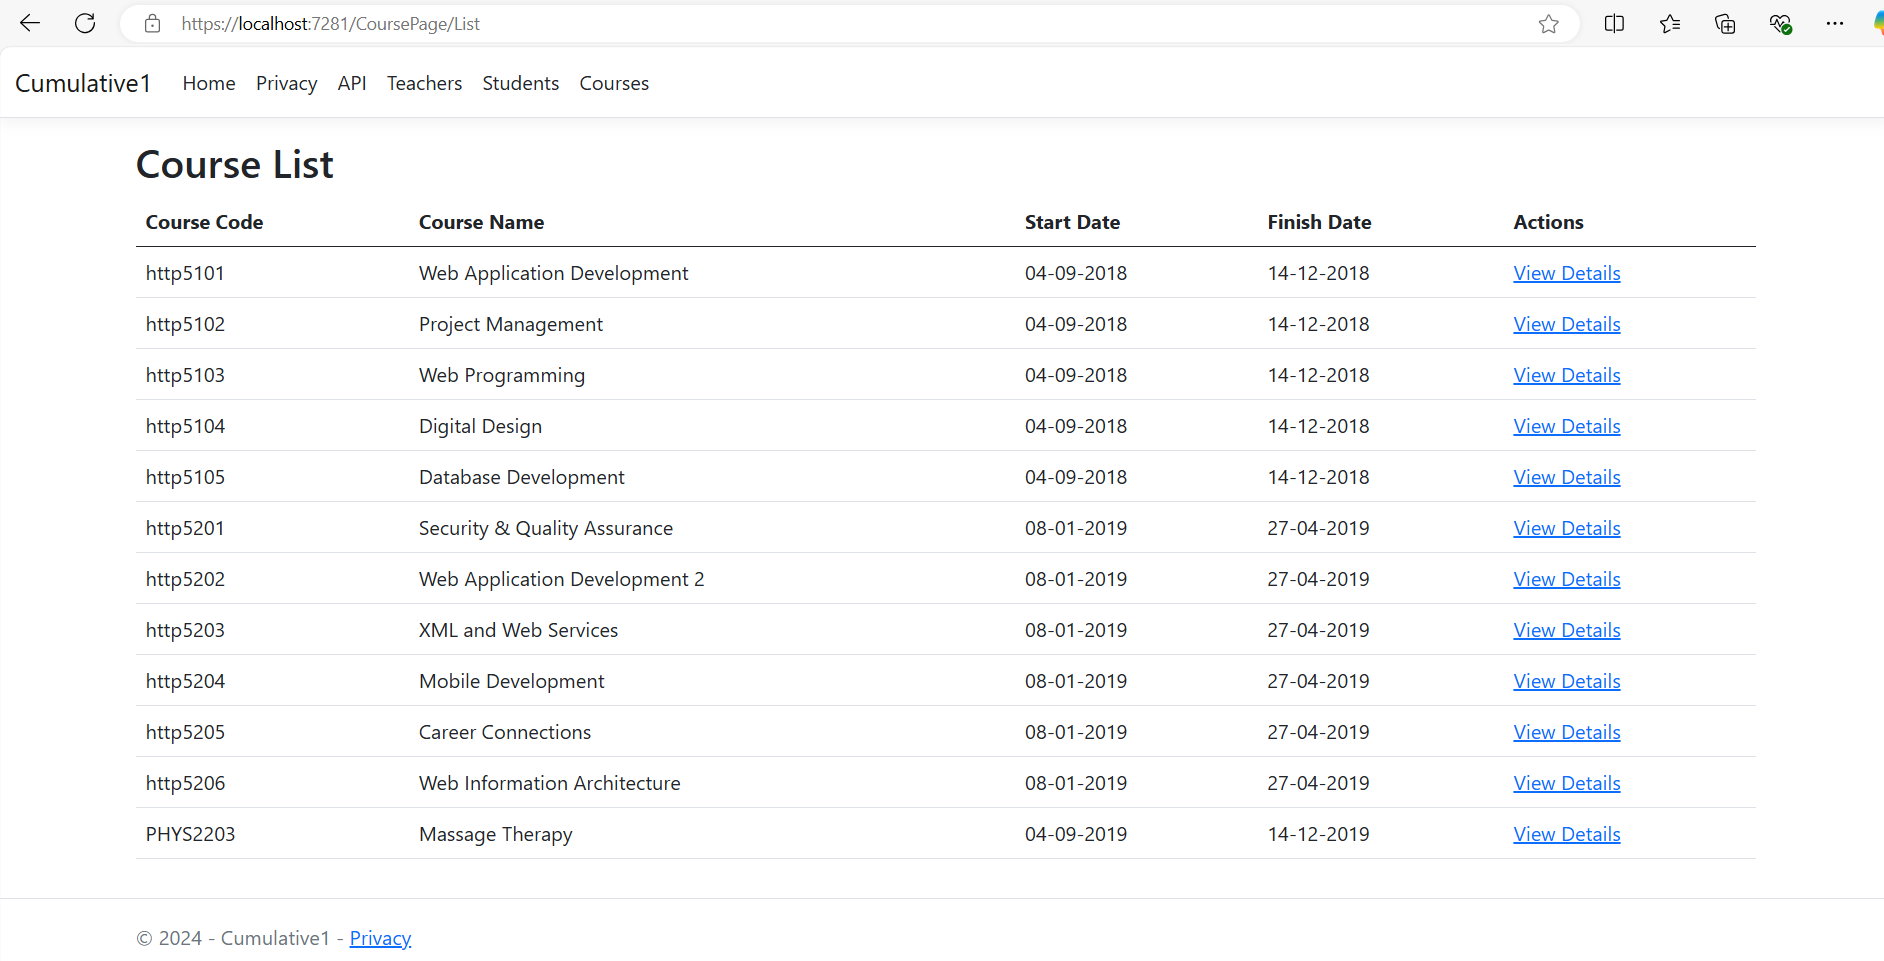 https://localhost:7281/CoursePage/List
Cumulative1 Home Privacy API Teachers Students Courses
Course List
Course Code Course Name Start Date Finish Date Actions
http5101 Web Application Development 04-09-2018 14-12-2018 View Details
http5102 Project Management 04-09-2018 14-12-2018 View Details
http5103 Web Programming 04-09-2018 14-12-2018 View Details
http5104 Digital Design 04-09-2018 14-12-2018 View Details
http5105 Database Development 04-09-2018 14-12-2018 View Details
http5201 Security & Quality Assurance 08-01-2019 27-04-2019 View Details
http5202 Web Application Development 2 08-01-2019 27-04-2019 View Details
http5203 XML and Web Services 08-01-2019 27-04-2019 View Details
http5204 Mobile Development 08-01-2019 27-04-2019 View Details
http5205 Career Connections 08-01-2019 27-04-2019 View Details
http5206 Web Information Architecture 08-01-2019 27-04-2019 View Details
PHYS2203 Massage Therapy 04-09-2019 14-12-2019 View Details
© 2024 - Cumulative1 - Privacy